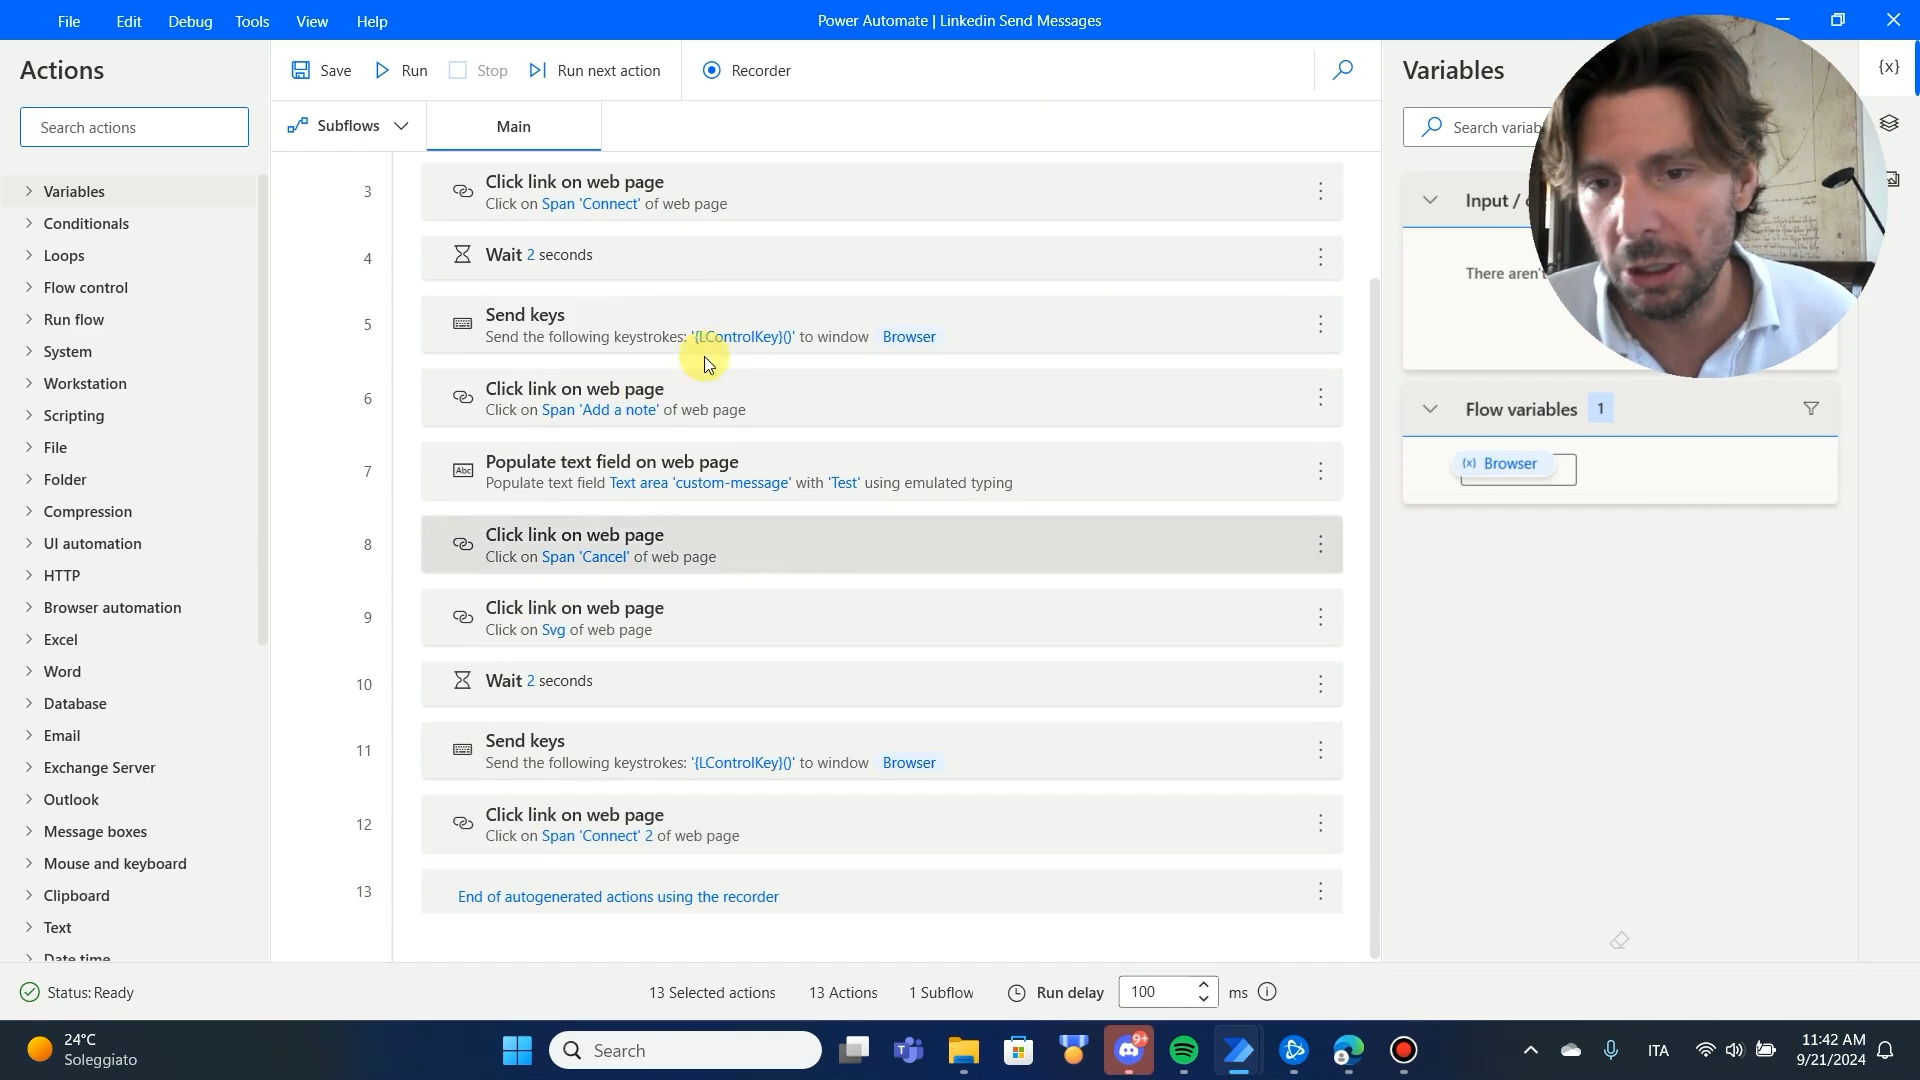 File Edit Debug Tools View Help
Power Automate | Linkedin Send Messages
Actions
Search actions
Variables
Conditionals
Loops
Flow control
Run flow
System
Workstation
Scripting
File
Folder
Compression
UI automation
HTTP
Browser automation
Excel
Word
Database
Email
Exchange Server
Outlook
Message boxes
Mouse and keyboard
Clipboard
Text
Date time
Save Run Stop Run next action Recorder
Subflows Main
3 Click link on web page
Click on Span 'Connect' of web page
4 Wait 2 seconds
5 Send keys
Send the following keystrokes: '{LControlKey}()' to window Browser
6 Click link on web page
Click on Span 'Add a note' of web page
7 Abc Populate text field on web page
Populate text field Text area 'custom-message' with 'Test' using emulated typing
8 Click link on web page
Click on Span 'Cancel' of web page
9 Click link on web page
Click on Svg of web page
10 Wait 2 seconds
11 Send keys
Send the following keystrokes: '{LControlKey}()' to window Browser
12 Click link on web page
Click on Span 'Connect' 2 of web page
13 End of autogenerated actions using the recorder
Variables
{x}
Search
Input /
There
Flow variables 1
(x) Browser
Status: Ready
13 Selected actions 13 Actions 1 Subflow Run delay 100 ms
24°C
Soleggiato
Search
9+
ITA
11:42 AM
9/21/2024